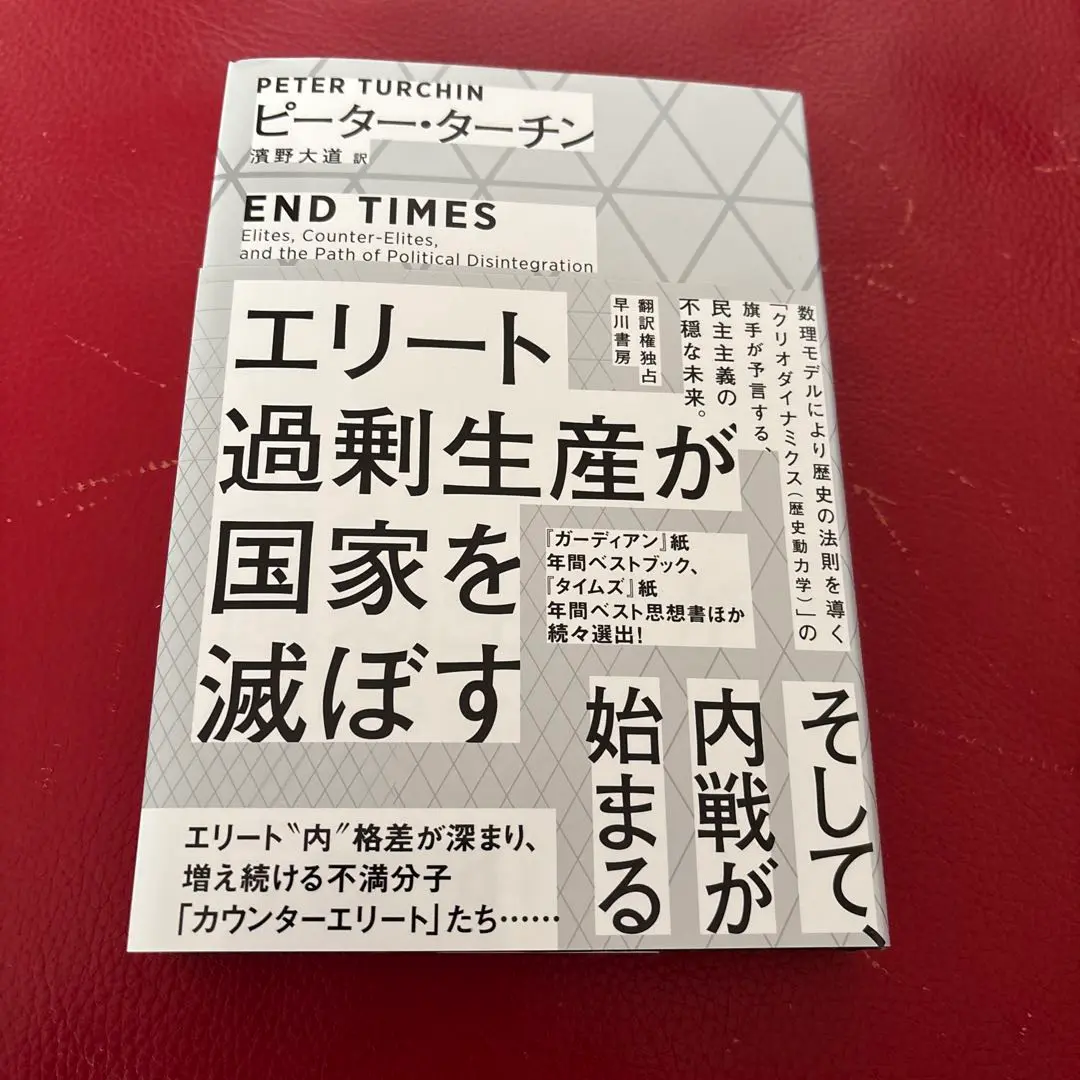 PETER TURCHIN
ピーター・ターチン
濱野大道 訳
END TIMES
Elites, Counter-Elites,
and the Path of Political Disintegration
数理モデルにより歴史の法則を導く
「クリオダイナミクス(歴史動力学)」の
旗手が予言する、
民主主義の、
不穏な未来。
翻訳権独占
早川書房
エリート
過剰生産が
国家を
滅ぼす
『ガーディアン』紙
年間ベストブック、
『タイムズ』紙
年間ベスト思想書ほか
続々選出!
そして、
内戦が
始まる
エリート〝内〟格差が深まり、
増え続ける不満分子
「カウンターエリート」たち……